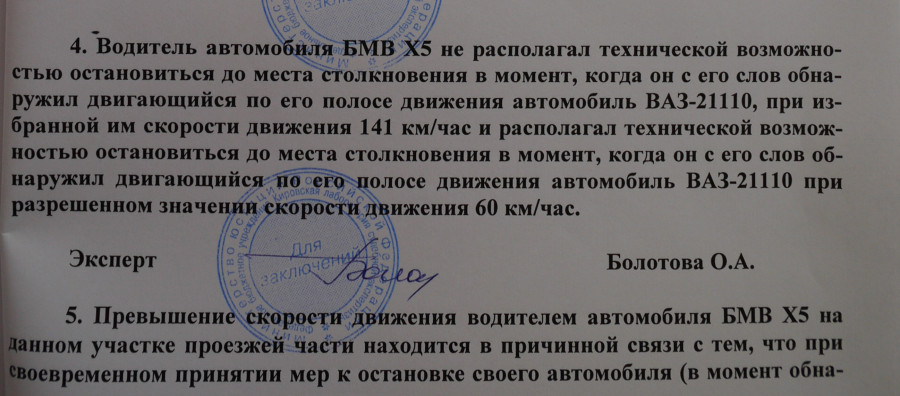 4. Водитель автомобиля БМВ Х5 не располагал технической возможно-
стью остановиться до места столкновения в момент, когда он с его слов обна-
ружил двигающийся по его полосе движения автомобиль ВАЗ-21110, при из-
бранной им скорости движения 141 км/час и располагал технической возмож-
ностью остановиться до места столкновения в момент, когда он с его слов об-
наружил двигающийся по его полосе движения автомобиль ВАЗ-21110 при
разрешенном значении скорости движения 60 км/час.
Для
заключений
Эксперт
Болотова О.А.
5. Превышение скорости движения водителем автомобиля БМВ Х5 на
данном участке проезжей части находится в причинной связи с тем, что при
своевременном принятии мер к остановке своего автомобиля (в момент обна-